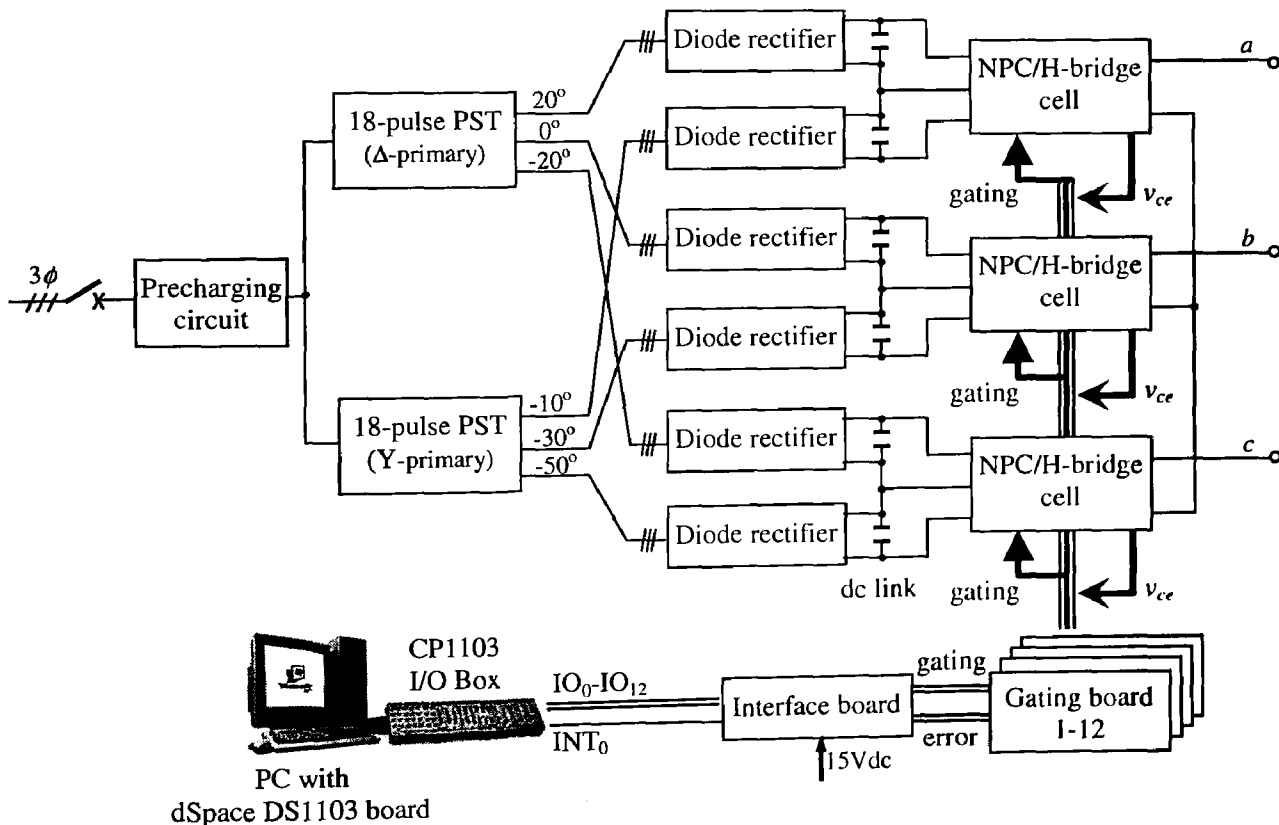 Diode rectifier
NPC/H-bridge
cell
a
18-pulse PST
(Δ-primary)
20°
0°
-20°
Diode rectifier
gating
v_ce
3ϕ
Precharging
circuit
Diode rectifier
NPC/H-bridge
cell
b
Diode rectifier
gating
v_ce
18-pulse PST
(Y-primary)
-10°
-30°
-50°
Diode rectifier
NPC/H-bridge
cell
c
Diode rectifier
dc link
gating
v_ce
CP1103
I/O Box
IO₀-IO₁₂
INT₀
Interface board
15Vdc
gating
error
Gating board
1-12
PC with
dSpace DS1103 board